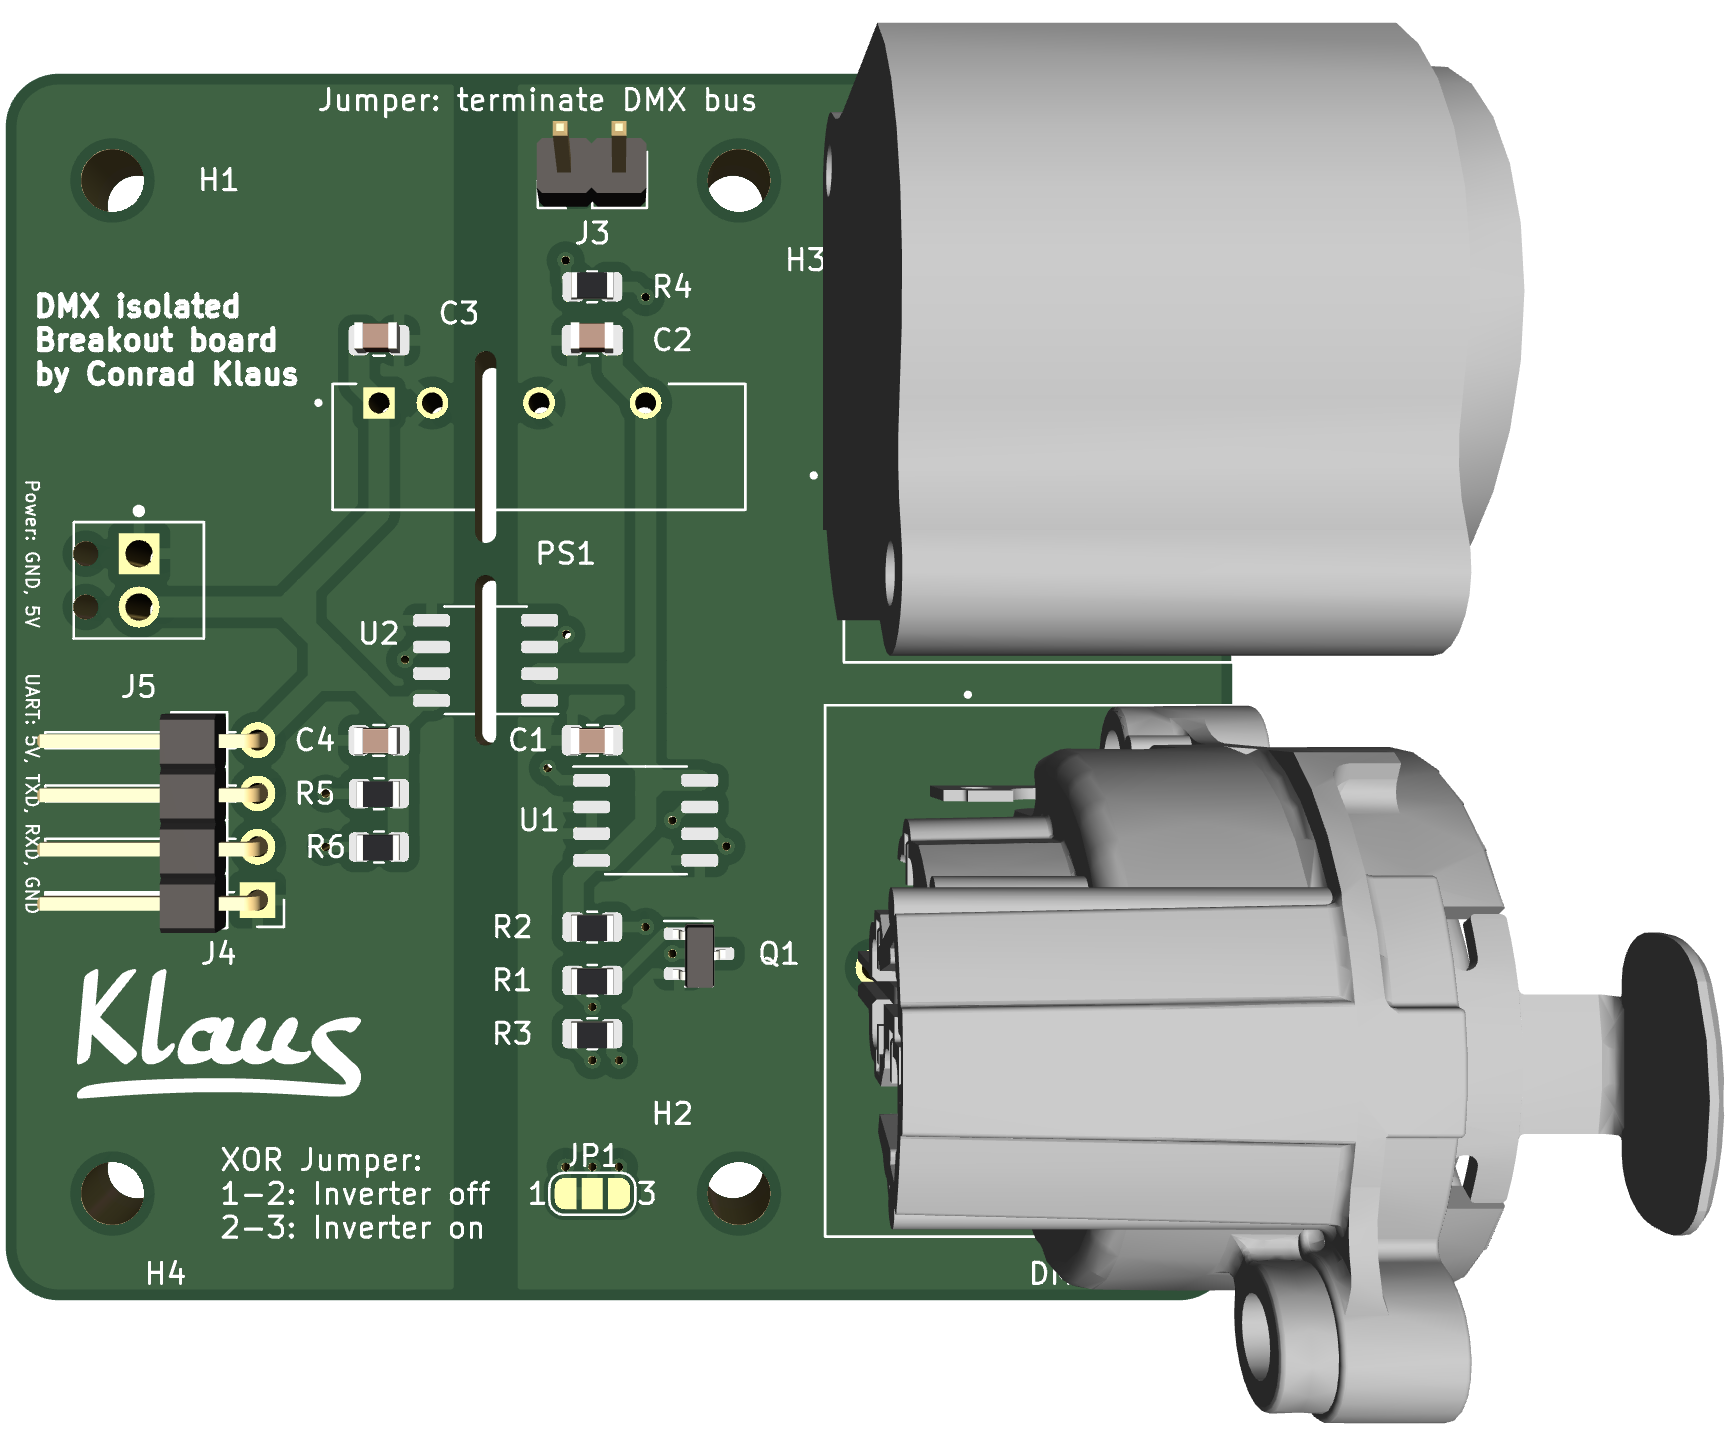 Jumper: terminate DMX bus
H1
J3
H3
R4
C3
C2
DMX isolated
Breakout board
by Conrad Klaus
Power: GND, 5V
PS1
U2
J5
UART: 5V, TXD, RXD, GND
C4
C1
R5
U1
R6
R2
Q1
J4
R1
R3
Klaus
H2
JP1
XOR Jumper:
1-2: Inverter off
2-3: Inverter on
1
3
H4